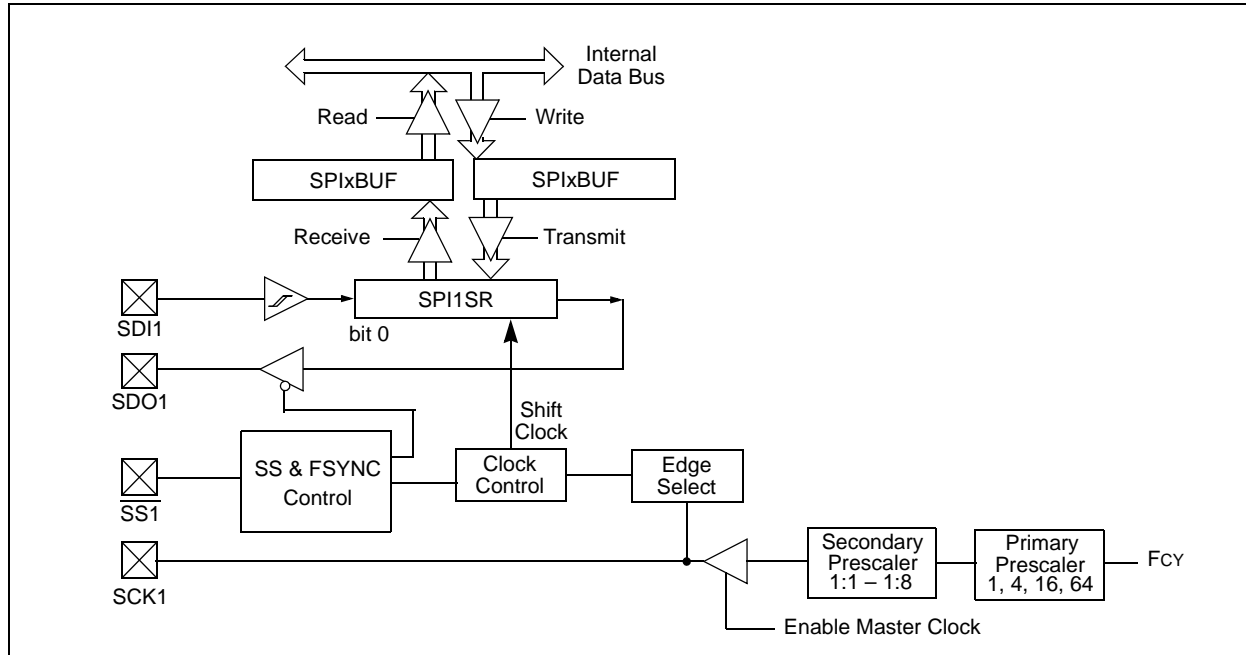 Internal
Data Bus
Read
Write
SPIxBUF
SPIxBUF
Receive
Transmit
SDI1
SPI1SR
bit 0
SDO1
Shift
Clock
SS & FSYNC
Control
Clock
Control
Edge
Select
SS1
SCK1
Secondary
Prescaler
1:1 – 1:8
Primary
Prescaler
1, 4, 16, 64
FCY
Enable Master Clock